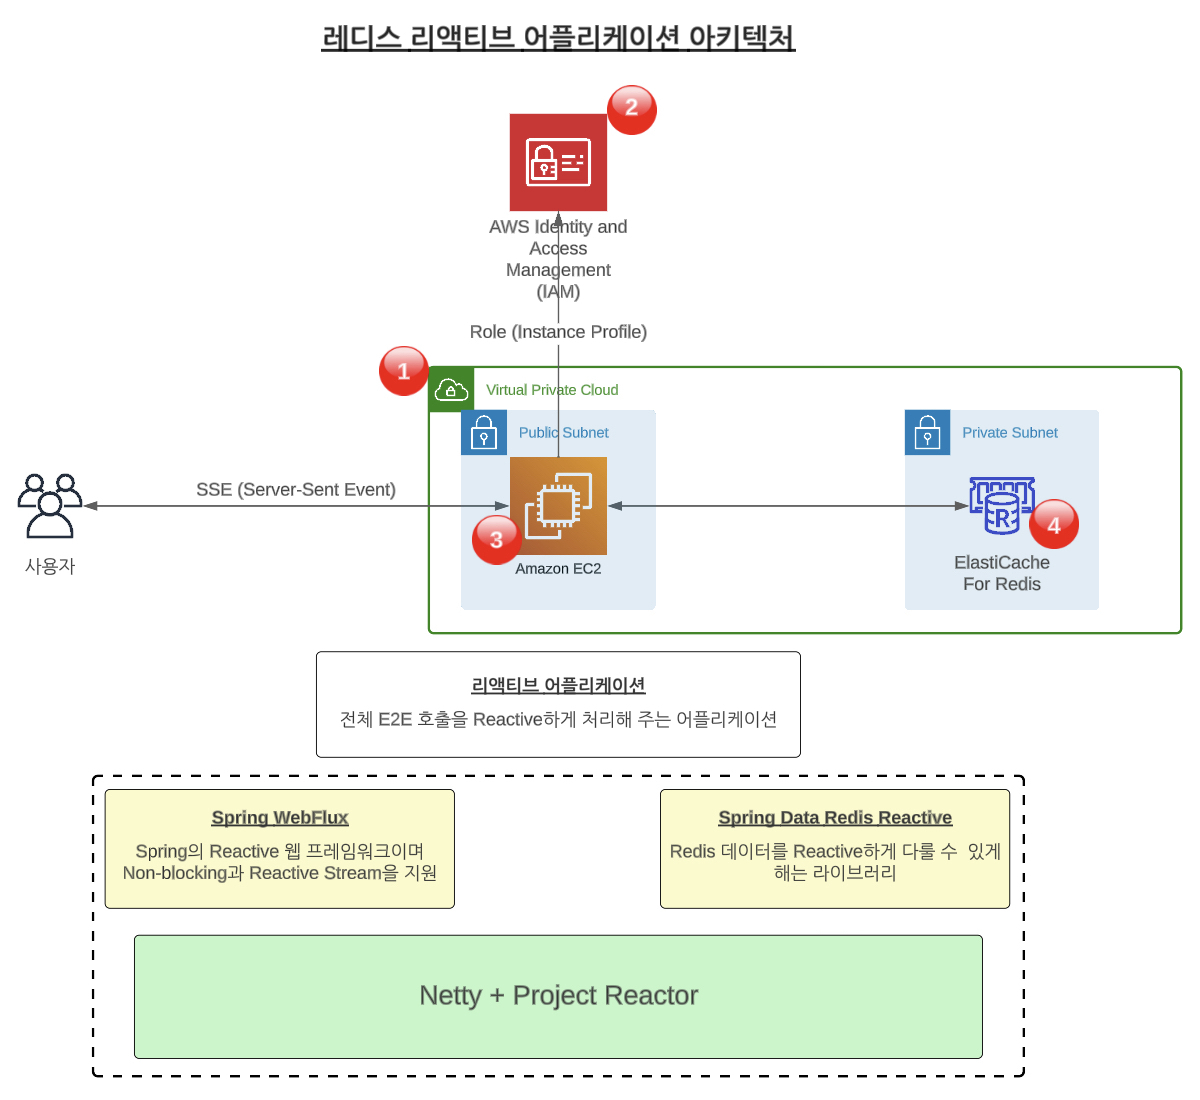 레디스 리액티브 어플리케이션 아키텍처
2
AWS Identity and
Access
Management
(IAM)
Role (Instance Profile)
1
Virtual Private Cloud
Public Subnet
Private Subnet
SSE (Server-Sent Event)
3
R
4
사용자
Amazon EC2
ElastiCache
For Redis
리액티브 어플리케이션
전체 E2E 호출을 Reactive하게 처리해 주는 어플리케이션
Spring WebFlux
Spring의 Reactive 웹 프레임워크이며
Non-blocking과 Reactive Stream을 지원
Spring Data Redis Reactive
Redis 데이터를 Reactive하게 다룰 수 있게
해는 라이브러리
Netty + Project Reactor